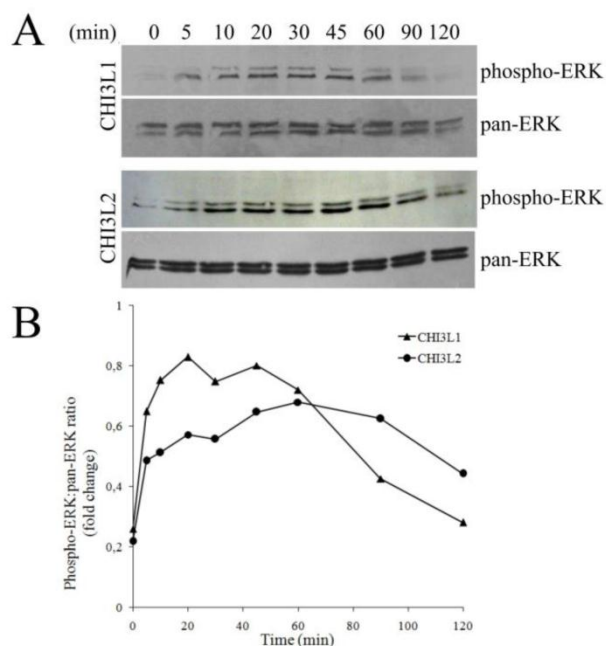 A
(min) 0 5 10 20 30 45 60 90 120
CHI3L1
phospho-ERK
pan-ERK
CHI3L2
phospho-ERK
pan-ERK
B
Phospho-ERK:pan-ERK ratio
(fold change)
1
0,8
0,6
0,4
0,2
0
CHI3L1
CHI3L2
0 20 40 60 80 100 120
Time (min)